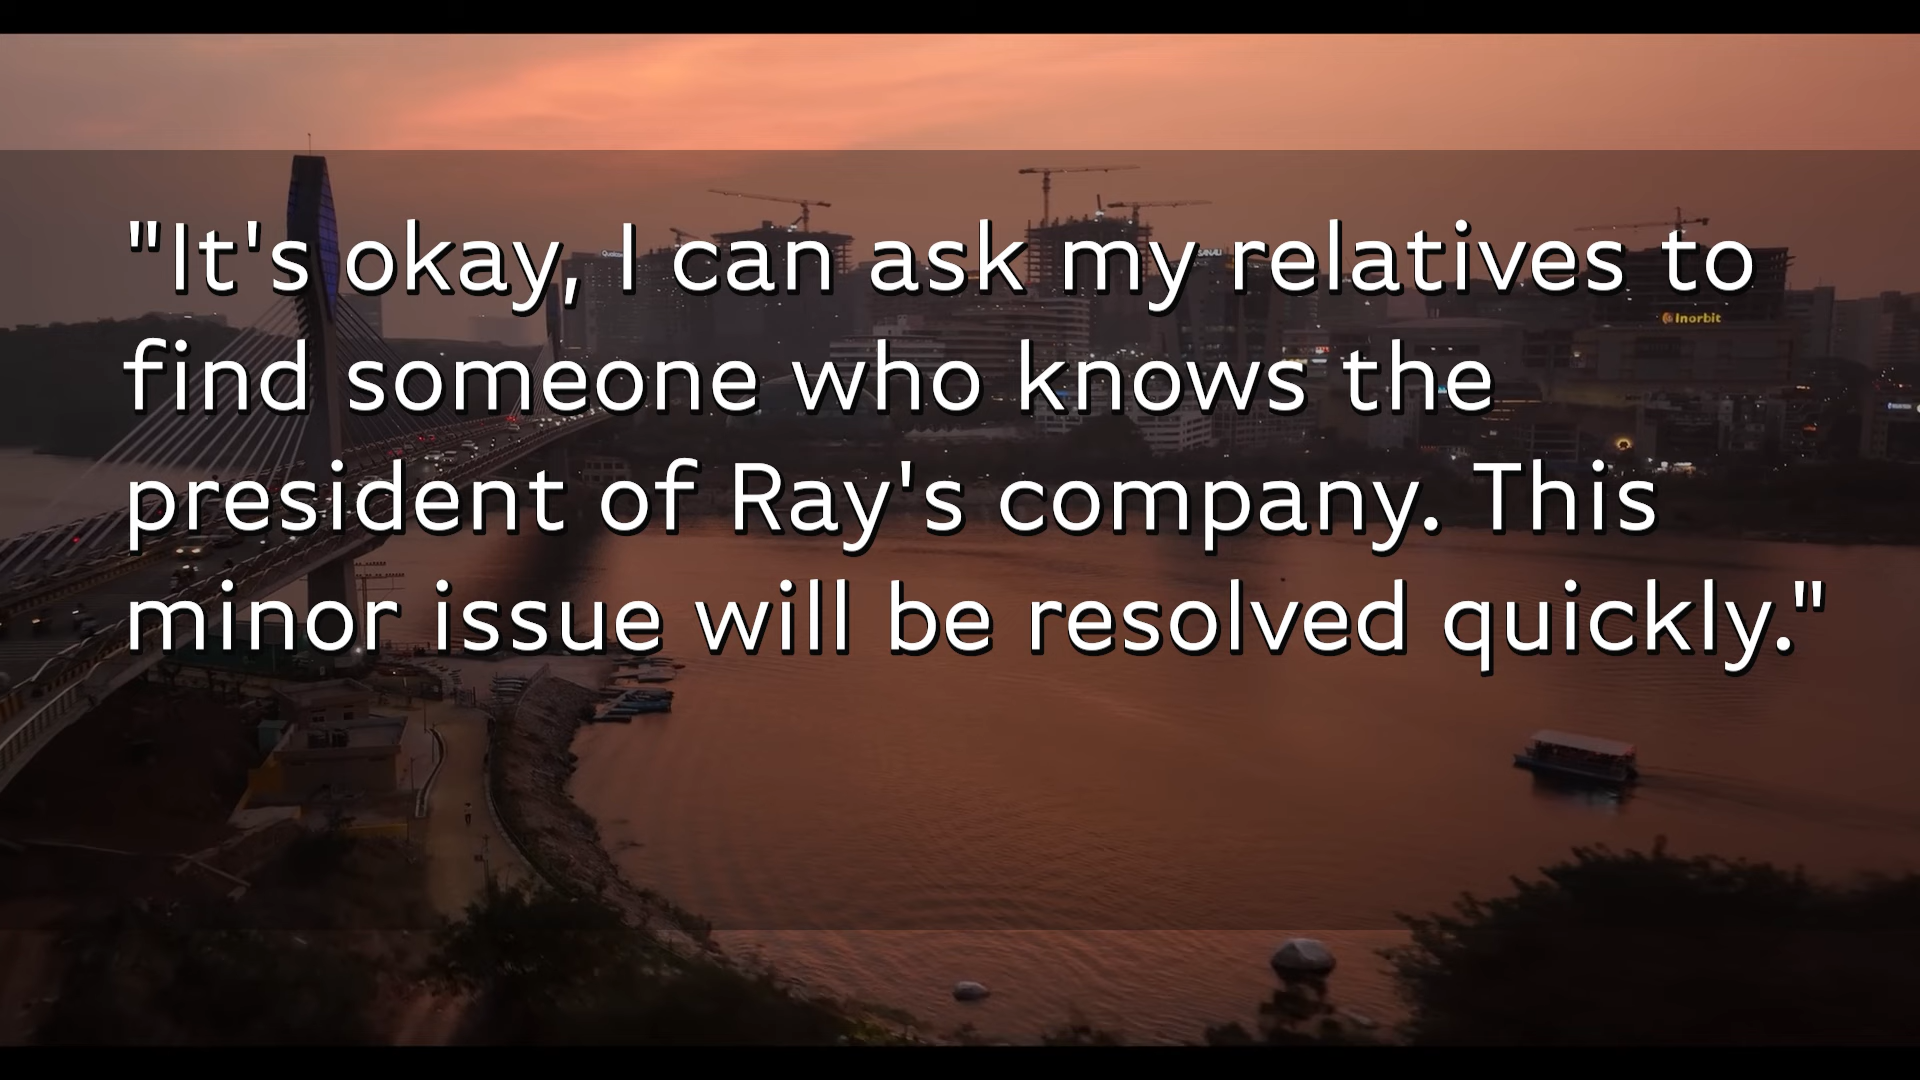 "It's okay, I can ask my relatives to
find someone who knows the
president of Ray's company. This
minor issue will be resolved quickly."
Inorbit